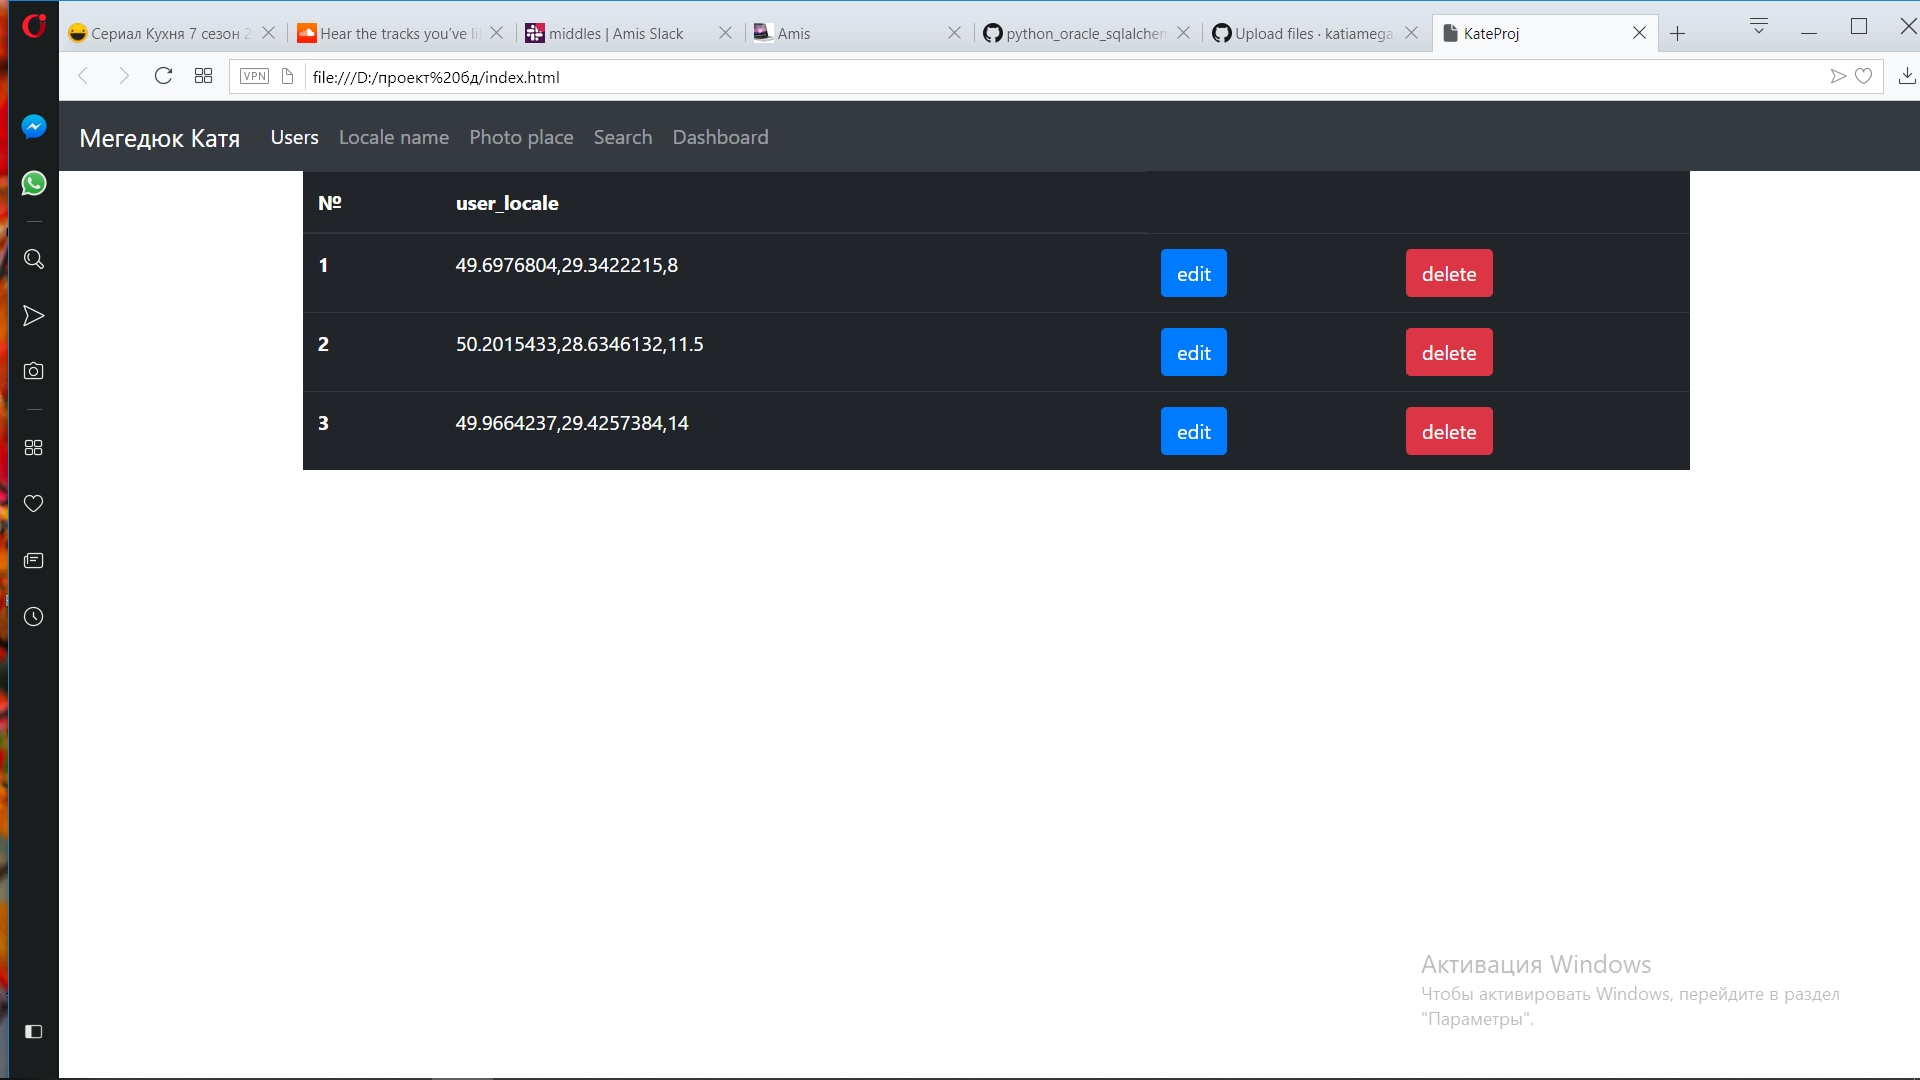 Сериал Кухня 7 сезон 2
Hear the tracks you've li
middles | Amis Slack
Amis
python_oracle_sqlalchem
Upload files · katiamega
KateProj
VPN
file:///D:/проект%20бд/index.html
Мегедюк Катя
Users
Locale name
Photo place
Search
Dashboard
№ user_locale
1 49.6976804,29.3422215,8 edit delete
2 50.2015433,28.6346132,11.5 edit delete
3 49.9664237,29.4257384,14 edit delete
Активация Windows
Чтобы активировать Windows, перейдите в раздел
"Параметры".